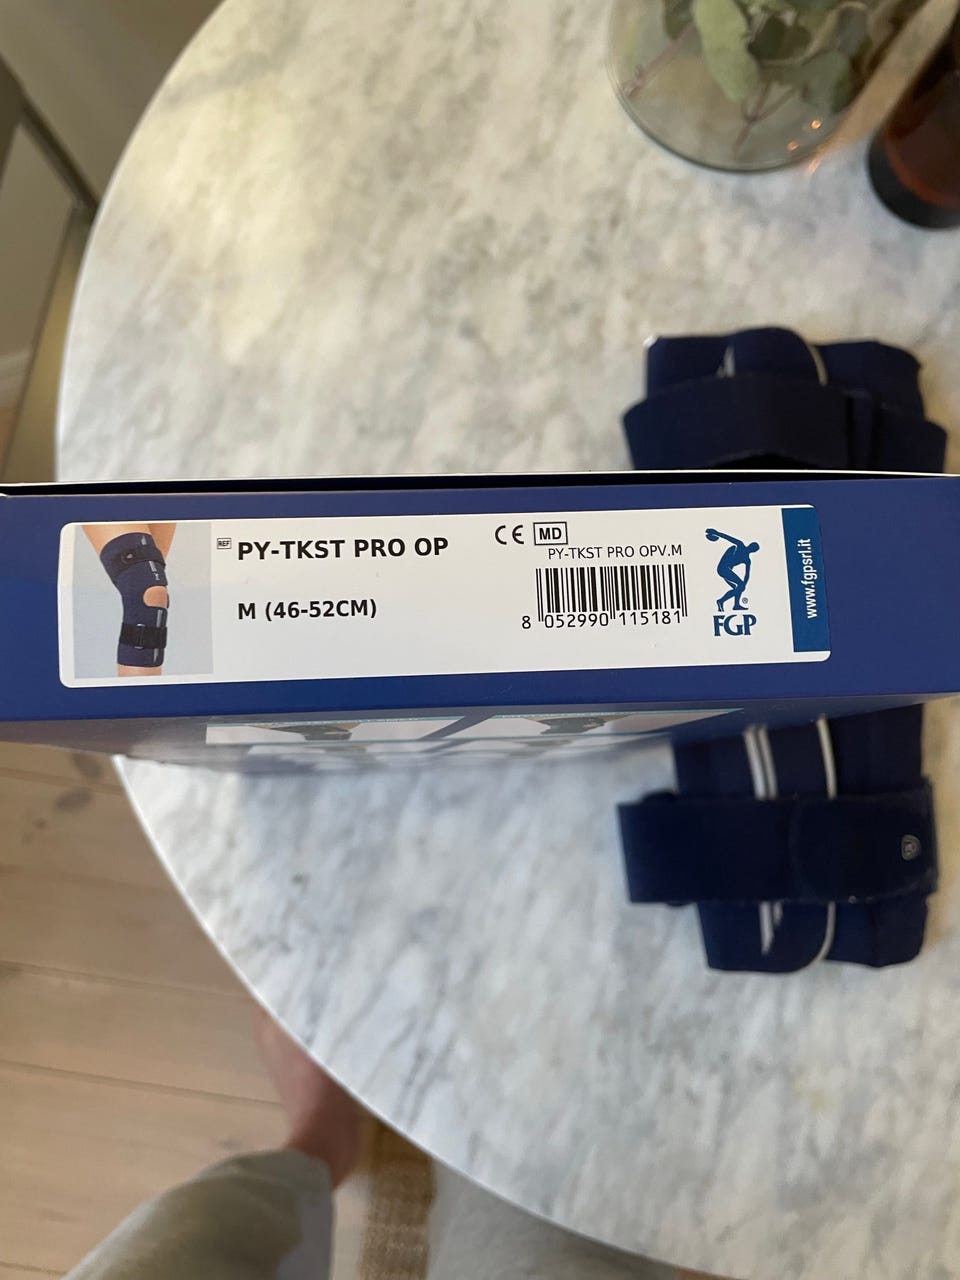 REF PY-TKST PRO OP
M (46-52CM)
CE MD
PY-TKST PRO OPV.M
8 052990 115181
® FGP
www.fgpsrl.it